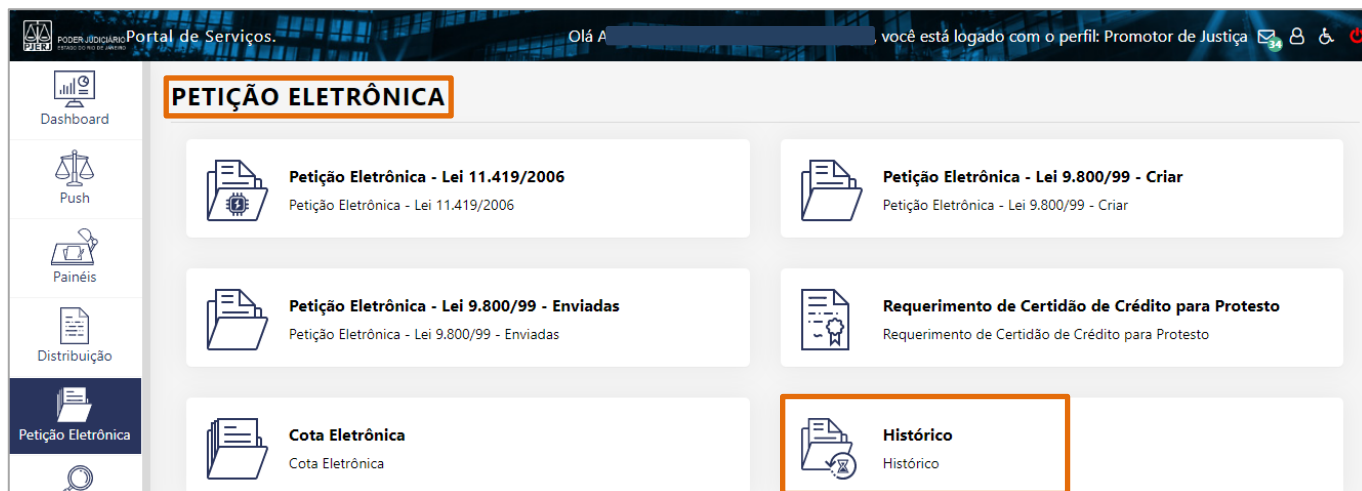 PJERJ PODER JUDICIÁRIO ESTADO DO RIO DE JANEIRO Portal de Serviços. Olá A , você está logado com o perfil: Promotor de Justiça 34
Dashboard
PETIÇÃO ELETRÔNICA
Push
Petição Eletrônica - Lei 11.419/2006
Petição Eletrônica - Lei 11.419/2006
Petição Eletrônica - Lei 9.800/99 - Criar
Petição Eletrônica - Lei 9.800/99 - Criar
Painéis
Petição Eletrônica - Lei 9.800/99 - Enviadas
Petição Eletrônica - Lei 9.800/99 - Enviadas
Requerimento de Certidão de Crédito para Protesto
Requerimento de Certidão de Crédito para Protesto
Distribuição
Petição Eletrônica
Cota Eletrônica
Cota Eletrônica
Histórico
Histórico